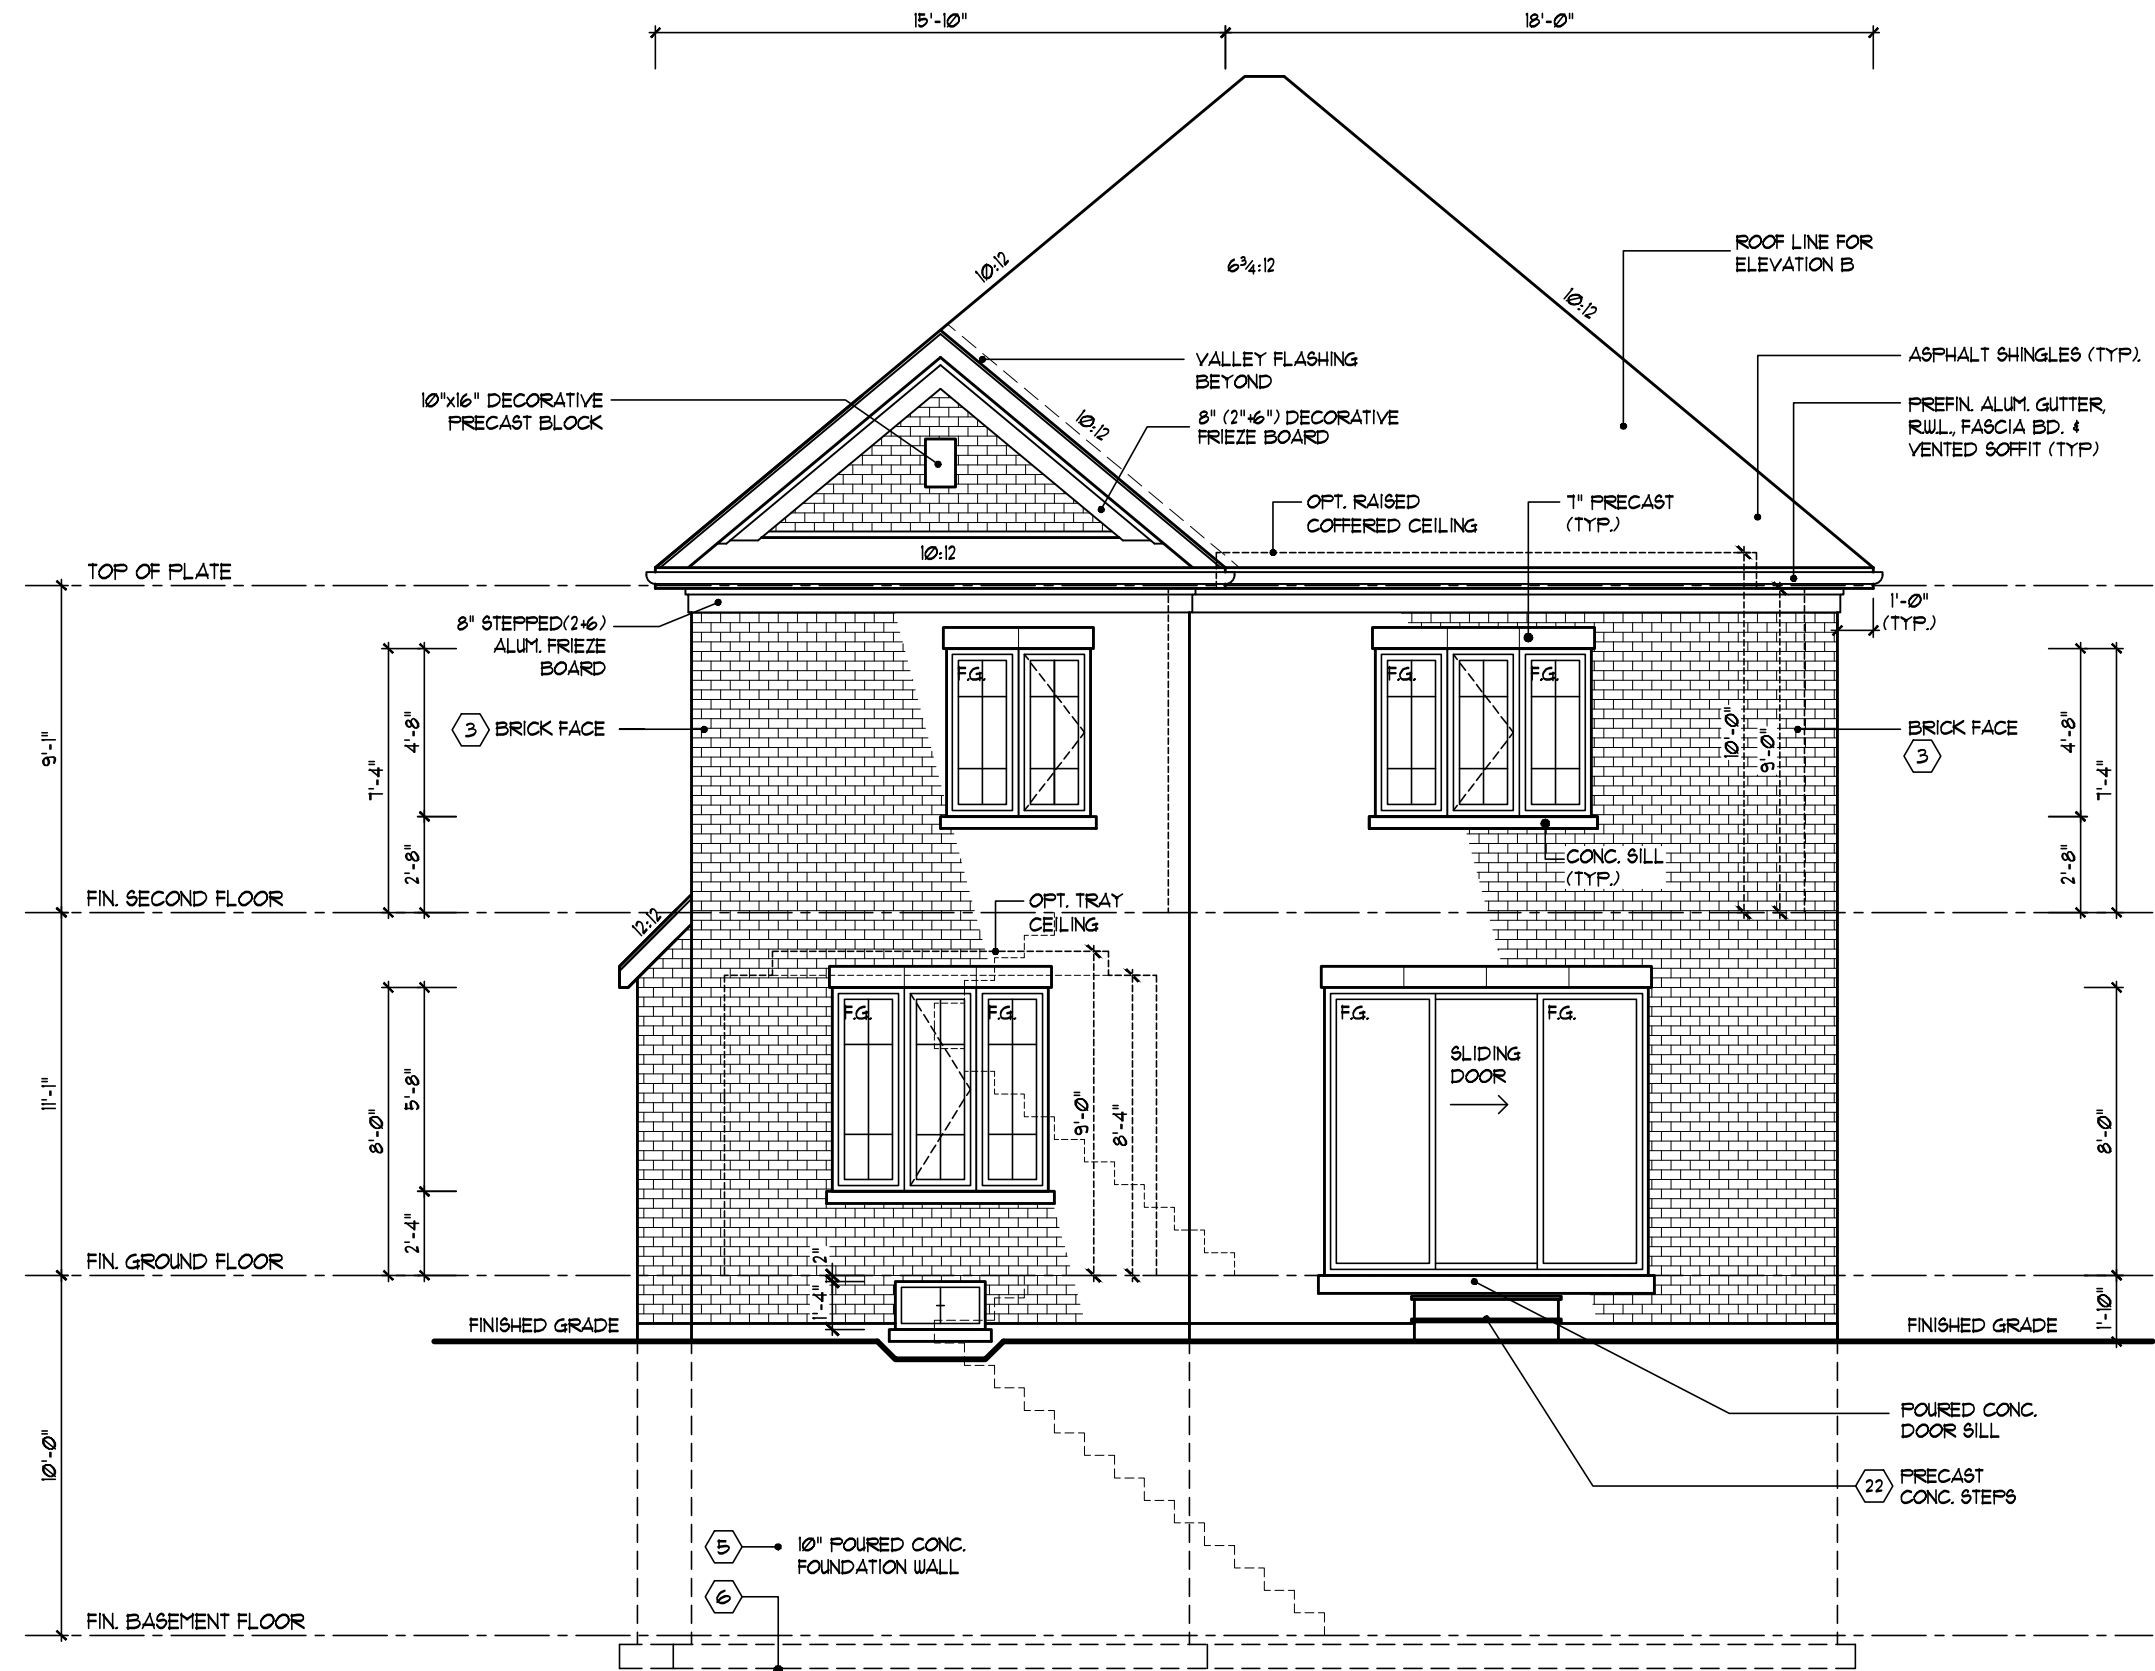 15'-10"
18'-0"
10:12
6¾:12
10:12
ROOF LINE FOR
ELEVATION B
VALLEY FLASHING
BEYOND
ASPHALT SHINGLES (TYP).
10"x16" DECORATIVE
PRECAST BLOCK
10:12
8" (2"+6") DECORATIVE
FRIEZE BOARD
PREFIN. ALUM. GUTTER,
R.W.L., FASCIA BD. &
VENTED SOFFIT (TYP)
OPT. RAISED
COFFERED CEILING
7" PRECAST
(TYP.)
10:12
TOP OF PLATE
8" STEPPED(2+6)
ALUM. FRIEZE
BOARD
1'-0"
(TYP.)
F.G.
F.G.
F.G.
3
BRICK FACE
BRICK FACE
3
9'-1"
7'-4"
4'-8"
2'-8"
10'-0"
9'-0"
4'-8"
7'-4"
2'-8"
CONC. SILL
(TYP.)
FIN. SECOND FLOOR
12:12
OPT. TRAY
CEILING
F.G.
F.G.
F.G.
F.G.
SLIDING
DOOR
11'-1"
8'-0"
5'-8"
2'-4"
9'-0"
8'-4"
8'-0"
FIN. GROUND FLOOR
2"
1'-4"
1'-10"
FINISHED GRADE
FINISHED GRADE
10'-0"
POURED CONC.
DOOR SILL
22
PRECAST
CONC. STEPS
5
10" POURED CONC.
FOUNDATION WALL
6
FIN. BASEMENT FLOOR